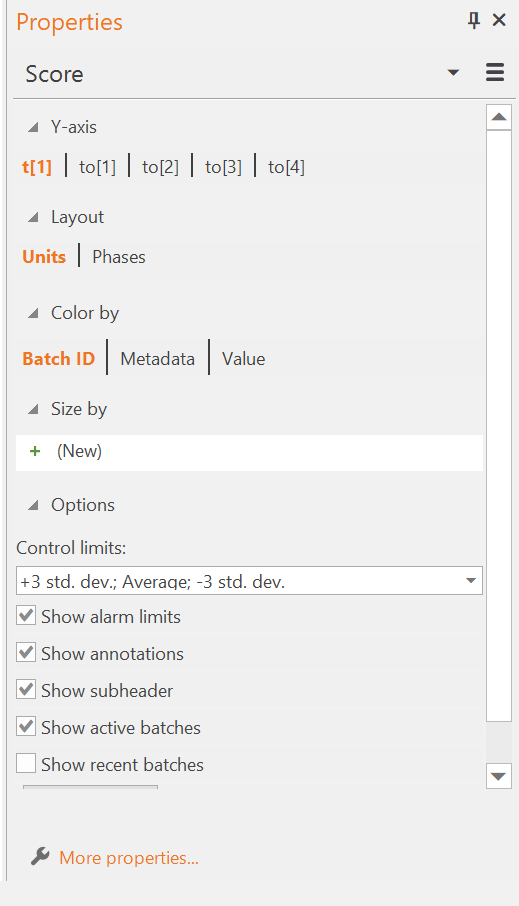 Properties
Score
Y-axis
t[1] to[1] to[2] to[3] to[4]
Layout
Units Phases
Color by
Batch ID Metadata Value
Size by
+ (New)
Options
Control limits:
+3 std. dev.; Average; -3 std. dev.
Show alarm limits
Show annotations
Show subheader
Show active batches
Show recent batches
More properties...